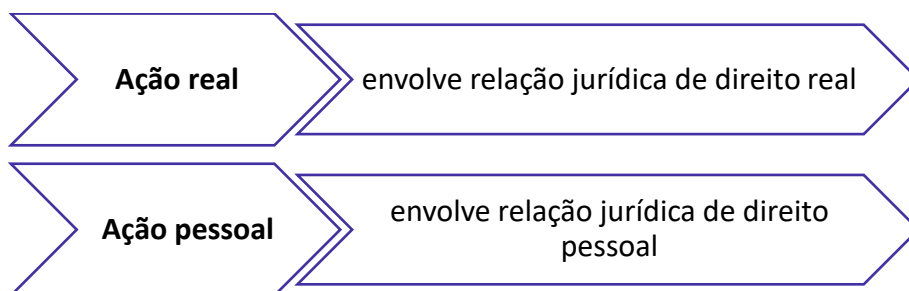 Ação real
envolve relação jurídica de direito real
Ação pessoal
envolve relação jurídica de direito
pessoal